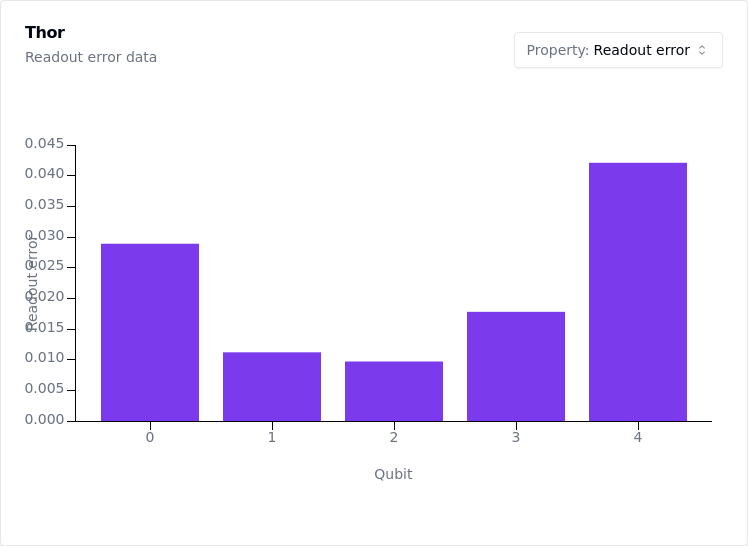 Thor
Readout error data
Property: Readout error
0.045
0.040
0.035
0.030
0.025
0.020
0.015
0.010
0.005
0.000
Readout error
0 1 2 3 4
Qubit